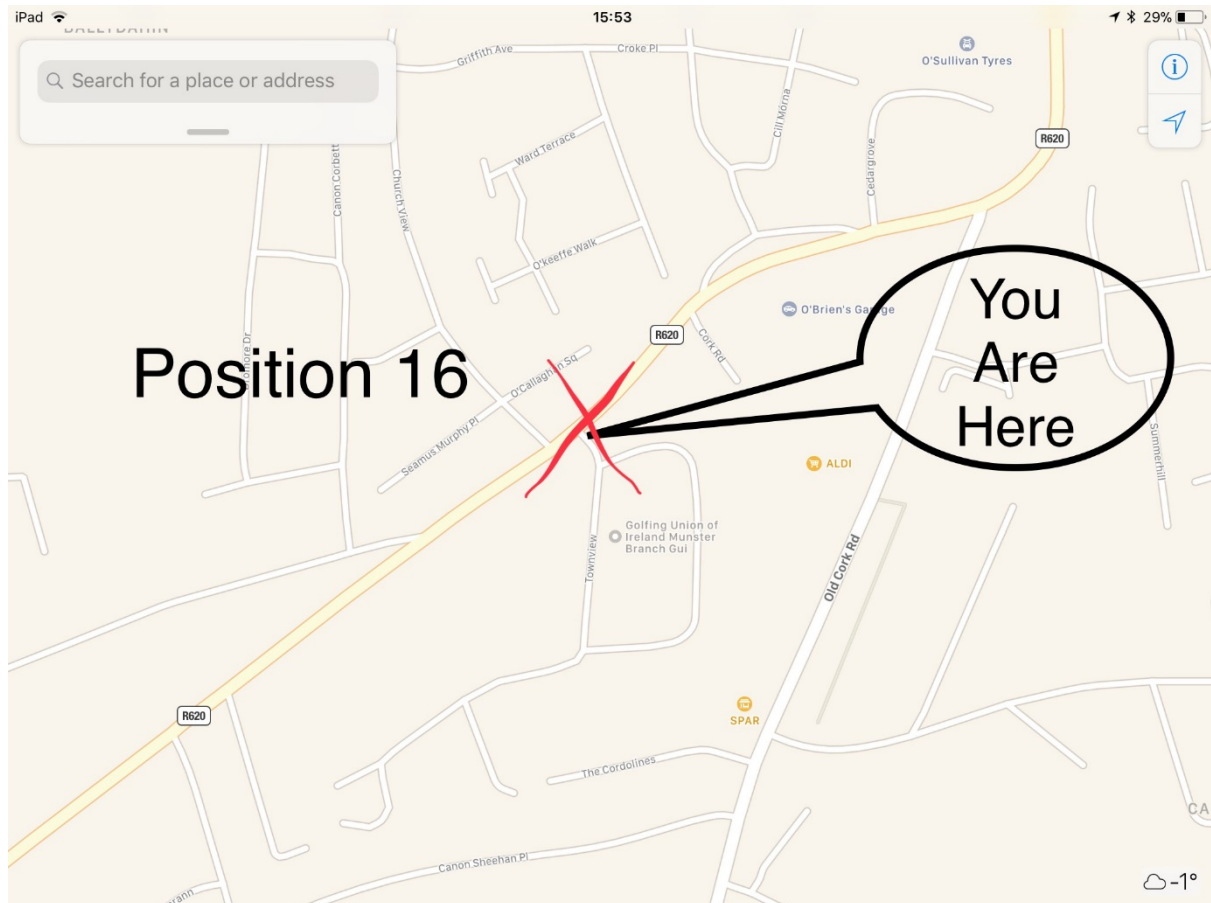 iPad
15:53
29%
Search for a place or address
Griffith Ave
Croke Pl
O'Sullivan Tyres
R620
Canon Corbett
Church View
Ward Terrace
Cill Morna
Cedargrove
O'keeffe Walk
O'Brien's Garage
You
Are
Here
R620
Cork Rd
Position 16
O'Callaghan Sq
Seamus Murphy Pl
Summerhill
ALDI
Golfing Union of
Ireland Munster
Branch Gui
Townview
Old Cork Rd
R620
SPAR
The Cordolines
CA
Canon Sheehan Pl
-1°